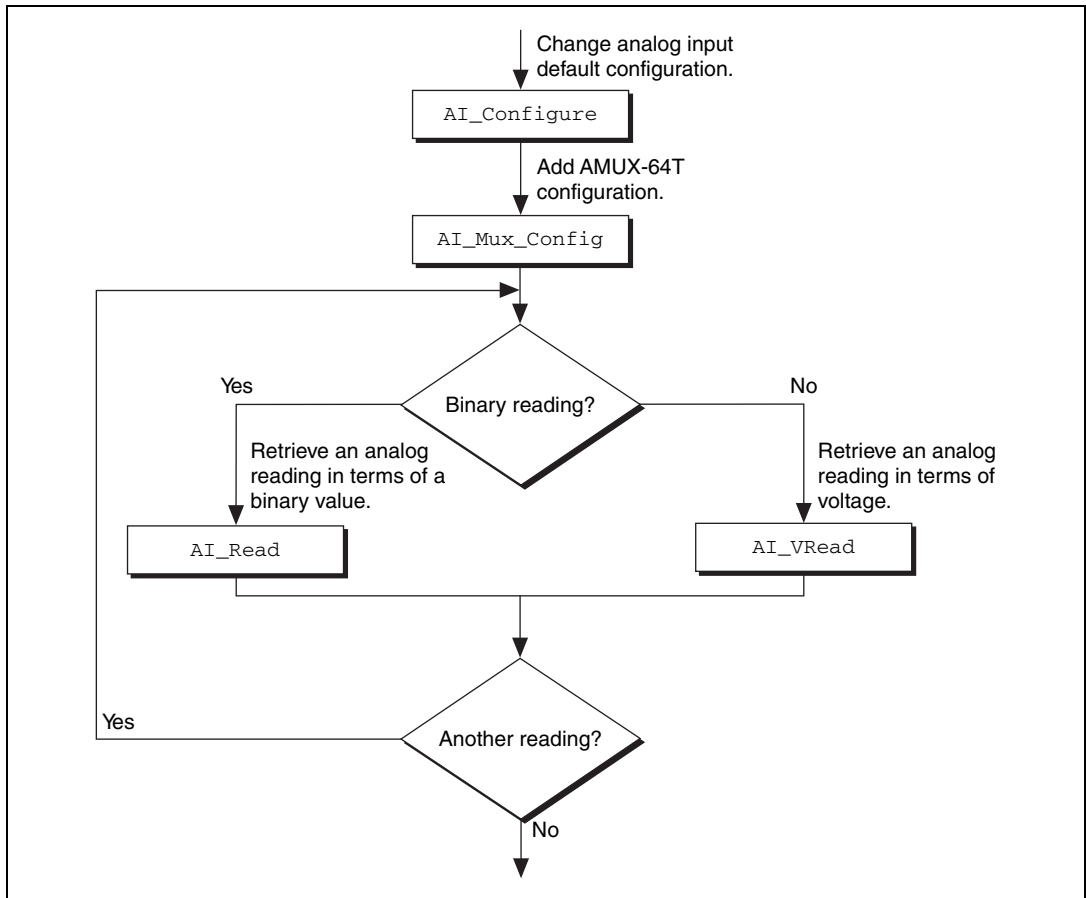 Change analog input
default configuration.
AI_Configure
Add AMUX-64T
configuration.
AI_Mux_Config
Yes
Binary reading?
No
Retrieve an analog
reading in terms of a
binary value.
Retrieve an analog
reading in terms of
voltage.
AI_Read
AI_VRead
Yes
Another reading?
No